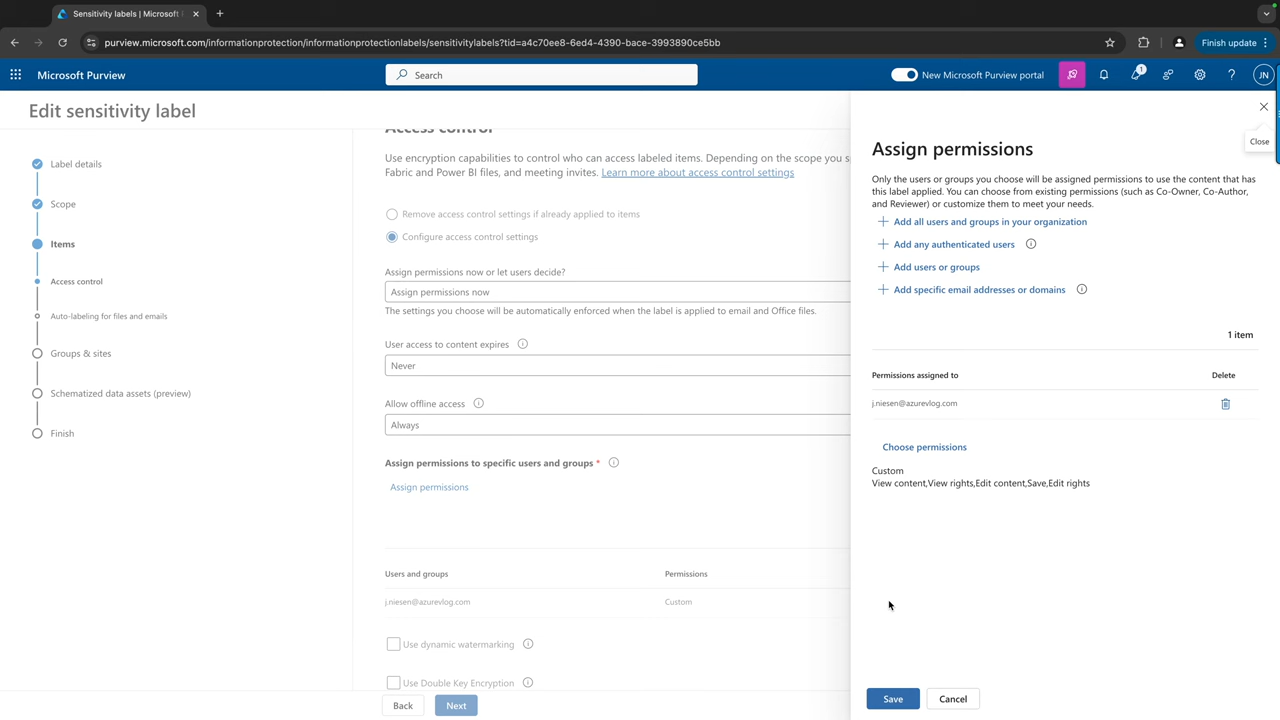 Sensitivity labels | Microsoft
purview.microsoft.com/informationprotection/informationprotectionlabels/sensitivitylabels?tid=a4c70ee8-6ed4-4390-bace-3993890ce5bb
Finish update
Microsoft Purview
Search
New Microsoft Purview portal
1
JN
Edit sensitivity label
Label details
Scope
Items
Access control
Auto-labeling for files and emails
Groups & sites
Schematized data assets (preview)
Finish
Access control
Use encryption capabilities to control who can access labeled items. Depending on the scope you s
Fabric and Power BI files, and meeting invites. Learn more about access control settings
Remove access control settings if already applied to items
Configure access control settings
Assign permissions now or let users decide?
Assign permissions now
The settings you choose will be automatically enforced when the label is applied to email and Office files.
User access to content expires
Never
Allow offline access
Always
Assign permissions to specific users and groups *
Assign permissions
Users and groups Permissions
j.niesen@azurevlog.com Custom
Use dynamic watermarking
Use Double Key Encryption
Back Next
Close
Assign permissions
Only the users or groups you choose will be assigned permissions to use the content that has
this label applied. You can choose from existing permissions (such as Co-Owner, Co-Author,
and Reviewer) or customize them to meet your needs.
Add all users and groups in your organization
Add any authenticated users
Add users or groups
Add specific email addresses or domains
1 item
Permissions assigned to Delete
j.niesen@azurevlog.com
Choose permissions
Custom
View content,View rights,Edit content,Save,Edit rights
Save Cancel